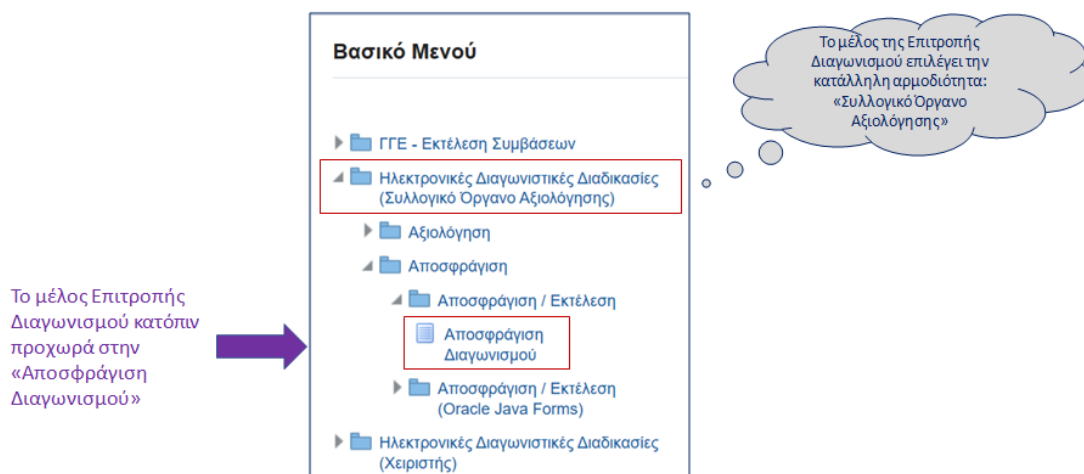 Βασικό Μενού
ΓΓΕ - Εκτέλεση Συμβάσεων
Ηλεκτρονικές Διαγωνιστικές Διαδικασίες
(Συλλογικό Όργανο Αξιολόγησης)
Αξιολόγηση
Αποσφράγιση
Αποσφράγιση / Εκτέλεση
Αποσφράγιση
Διαγωνισμού
Αποσφράγιση / Εκτέλεση
(Oracle Java Forms)
Ηλεκτρονικές Διαγωνιστικές Διαδικασίες
(Χειριστής)
Το μέλος της Επιτροπής
Διαγωνισμού επιλέγει την
κατάλληλη αρμοδιότητα:
«Συλλογικό Όργανο
Αξιολόγησης»
Το μέλος Επιτροπής
Διαγωνισμού κατόπιν
προχωρά στην
«Αποσφράγιση
Διαγωνισμού»